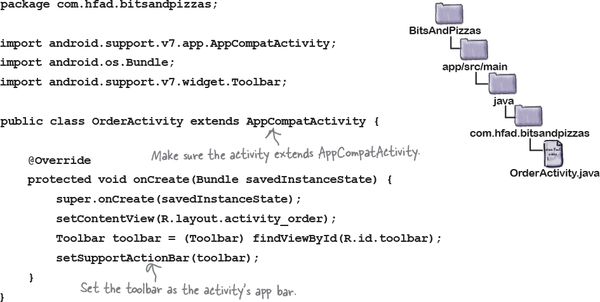 package com.hfad.bitsandpizzas;
import android.support.v7.app.AppCompatActivity;
import android.os.Bundle;
import android.support.v7.widget.Toolbar;
public class OrderActivity extends AppCompatActivity {
Make sure the activity extends AppCompatActivity.
@Override
protected void onCreate(Bundle savedInstanceState) {
super.onCreate(savedInstanceState);
setContentView(R.layout.activity_order);
Toolbar toolbar = (Toolbar) findViewById(R.id.toolbar);
setSupportActionBar(toolbar);
}
Set the toolbar as the activity's app bar.
}
BitsAndPizzas
app/src/main
java
com.hfad.bitsandpizzas
OrderActivity.java